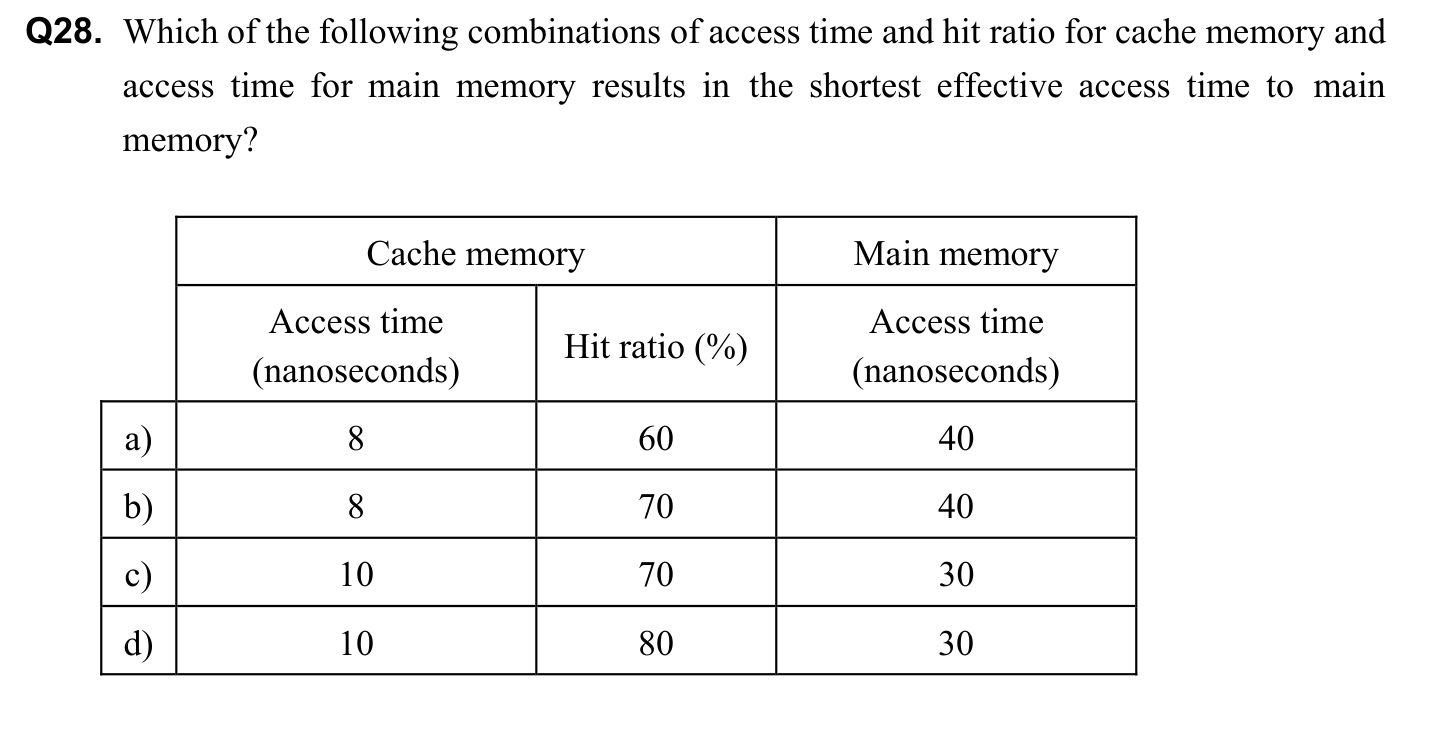 Q28. Which of the following combinations of access time and hit ratio for cache memory and
access time for main memory results in the shortest effective access time to main
memory?
Cache memory Main memory
Access time (nanoseconds) Hit ratio (%) Access time (nanoseconds)
a) 8 60 40
b) 8 70 40
c) 10 70 30
d) 10 80 30